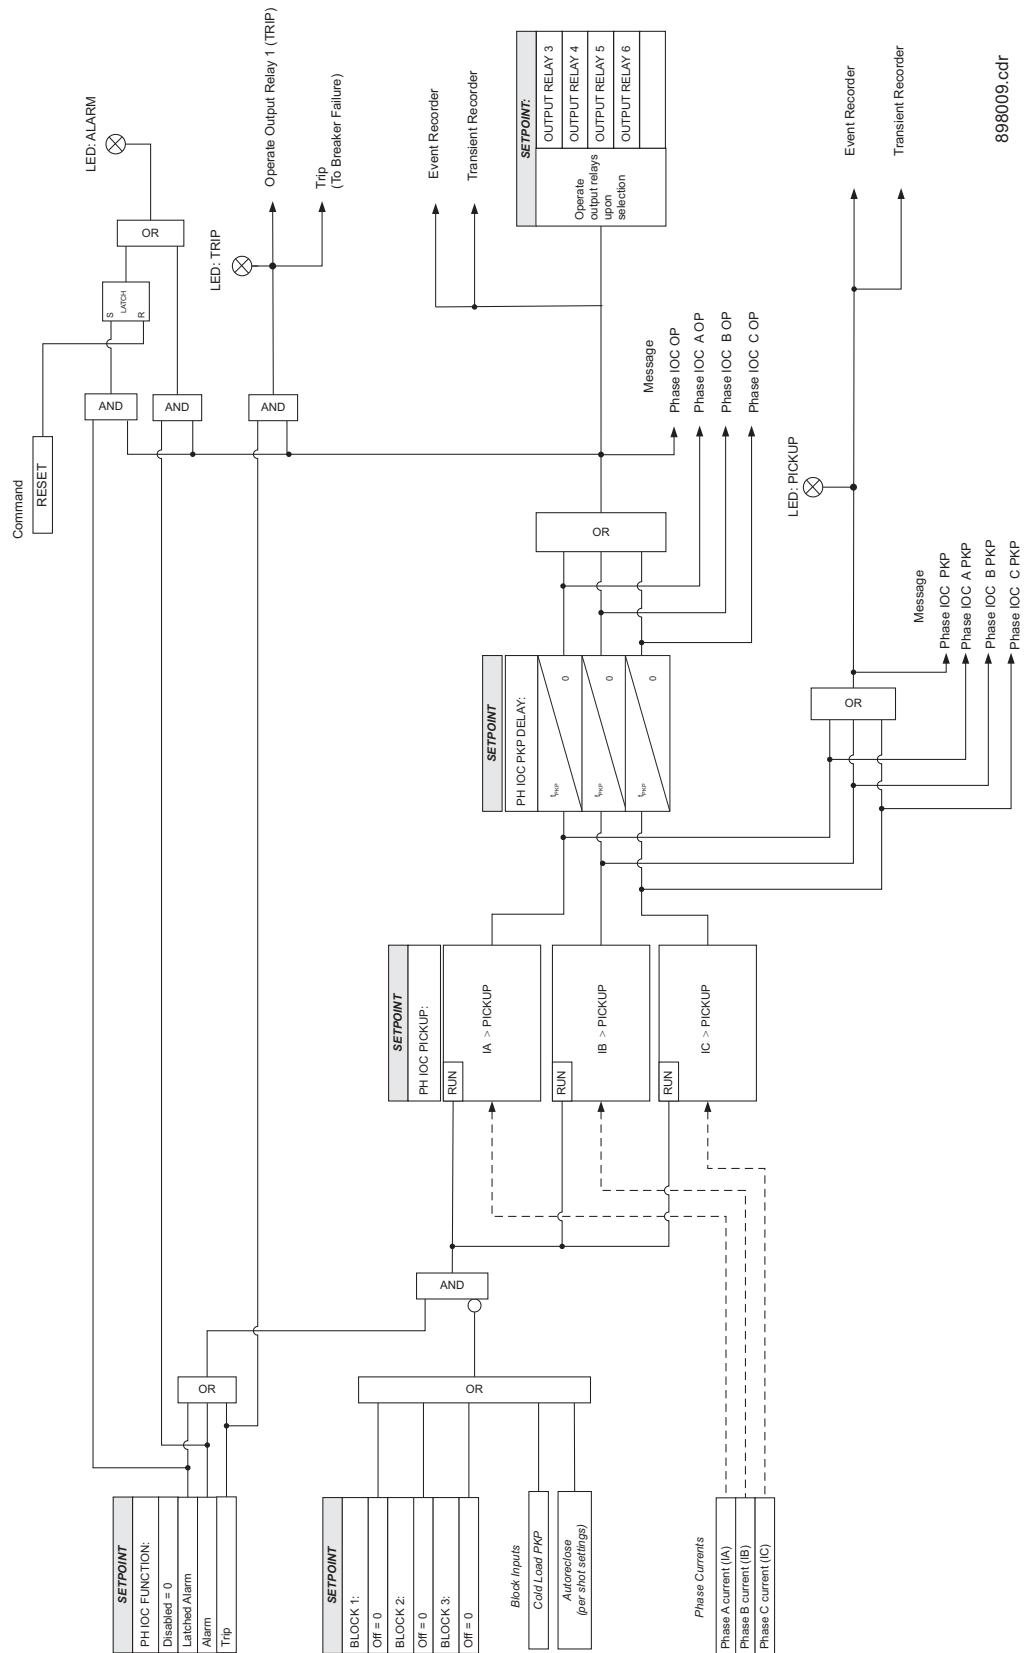 SETPOINT
PH IOC FUNCTION:
Disabled = 0
Latched Alarm
Alarm
Trip
OR
SETPOINT
BLOCK 1:
Off = 0
BLOCK 2:
Off = 0
BLOCK 3:
Off = 0
Block Inputs
Cold Load PKP
Autoreclose
(per shot settings)
OR
AND
Phase Currents
Phase A current (IA)
Phase B current (IB)
Phase C current (IC)
SETPOINT
PH IOC PICKUP:
RUN
IA > PICKUP
RUN
IB > PICKUP
RUN
IC > PICKUP
SETPOINT
PH IOC PKP DELAY:
tPKP
0
tPKP
0
tPKP
0
OR
Command
RESET
AND
AND
AND
S
LATCH
R
OR
LED: ALARM
LED: TRIP
Operate Output Relay 1 (TRIP)
Trip
(To Breaker Failure)
Event Recorder
Transient Recorder
SETPOINT:
Operate
output relays
upon
selection
OUTPUT RELAY 3
OUTPUT RELAY 4
OUTPUT RELAY 5
OUTPUT RELAY 6
Message
Phase IOC OP
Phase IOC A OP
Phase IOC B OP
Phase IOC C OP
OR
LED: PICKUP
Message
Phase IOC PKP
Phase IOC A PKP
Phase IOC B PKP
Phase IOC C PKP
Event Recorder
Transient Recorder
898009.cdr